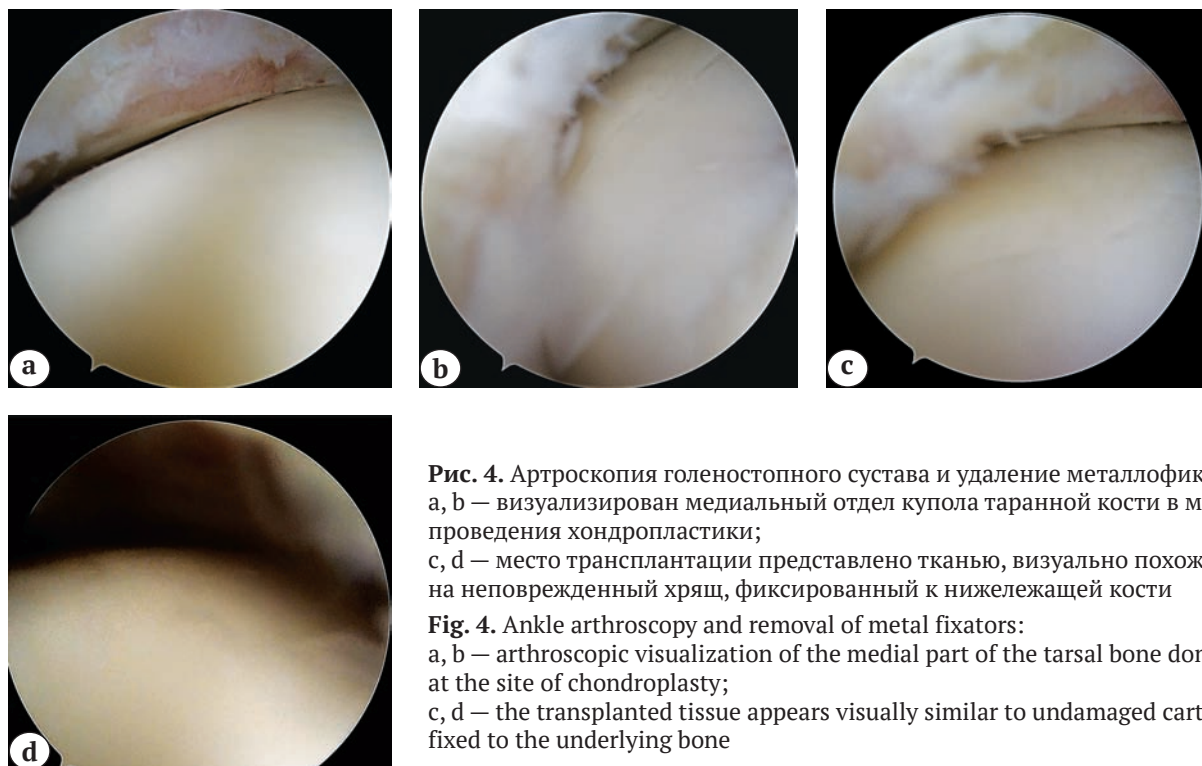 a
b
c
d
Рис. 4. Артроскопия голеностопного сустава и удаление металлофик
a, b — визуализирован медиальный отдел купола таранной кости в м
проведения хондропластики;
c, d — место трансплантации представлено тканью, визуально похож
на неповрежденный хрящ, фиксированный к нижележащей кости
Fig. 4. Ankle arthroscopy and removal of metal fixators:
a, b — arthroscopic visualization of the medial part of the tarsal bone dom
at the site of chondroplasty;
c, d — the transplanted tissue appears visually similar to undamaged cart
fixed to the underlying bone